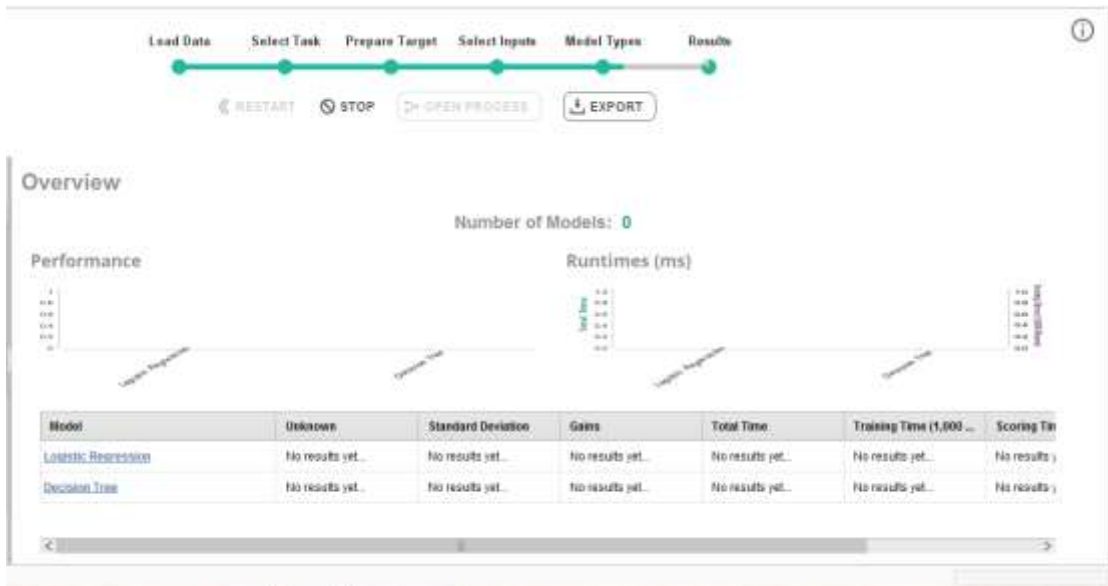 Load Data Select Task Prepare Target Select Inputs Model Types Results
RESTART STOP OPEN PROCESS EXPORT
Overview
Number of Models: 0
Performance Runtimes (ms)
Logistic Regression Decision Tree Logistic Regression Decision Tree
Model Unknown Standard Deviation Gains Total Time Training Time (1,000 ... Scoring Tim
Logistic Regression No results yet... No results yet... No results yet... No results yet... No results yet... No results y
Decision Tree No results yet... No results yet... No results yet... No results yet... No results yet... No results y